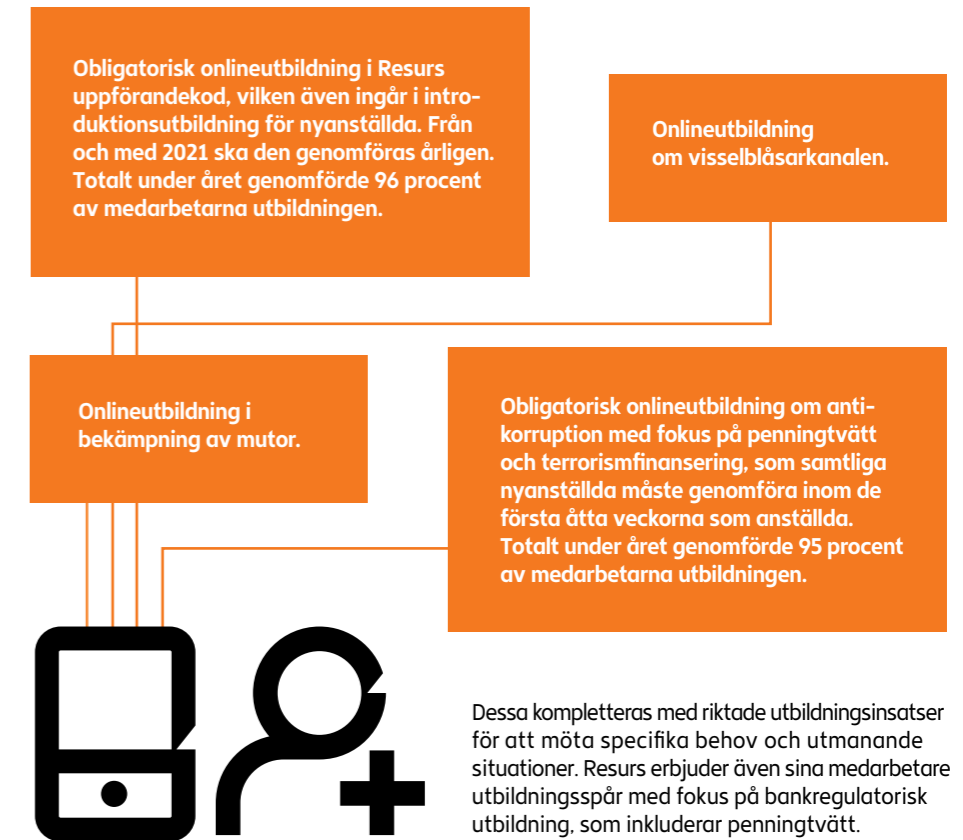 Obligatorisk onlineutbildning i Resurs
uppförandekod, vilken även ingår i intro-
duktionsutbildning för nyanställda. Från
och med 2021 ska den genomföras årligen.
Totalt under året genomförde 96 procent
av medarbetarna utbildningen.
Onlineutbildning
om visselblåsarkanalen.
Onlineutbildning i
bekämpning av mutor.
Obligatorisk onlineutbildning om anti-
korruption med fokus på penningtvätt
och terrorismfinansering, som samtliga
nyanställda måste genomföra inom de
första åtta veckorna som anställda.
Totalt under året genomförde 95 procent
av medarbetarna utbildningen.
Dessa kompletteras med riktade utbildningsinsatser
för att möta specifika behov och utmanande
situationer. Resurs erbjuder även sina medarbetare
utbildningsspår med fokus på bankregulatorisk
utbildning, som inkluderar penningtvätt.